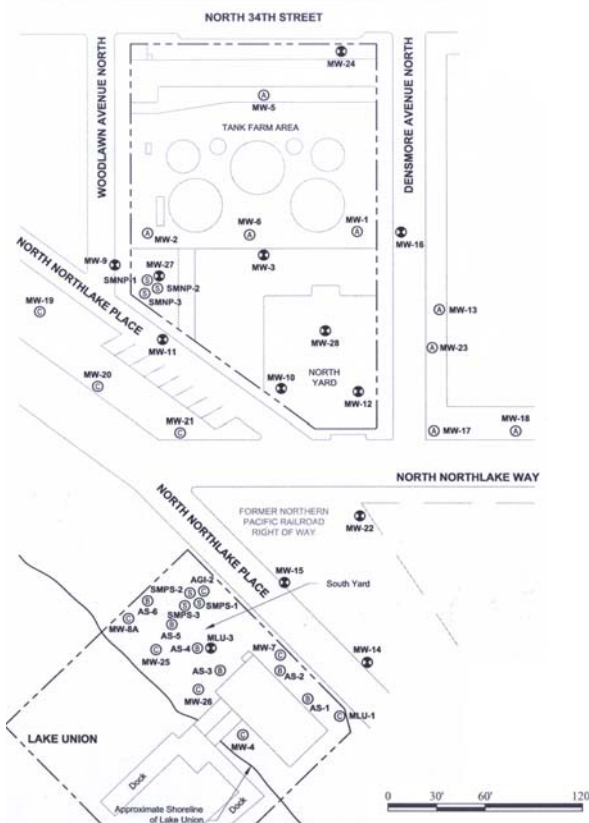 NORTH 34TH STREET
WOODLAWN AVENUE NORTH
DENSMORE AVENUE NORTH
MW-24
A
MW-5
TANK FARM AREA
A
MW-2
MW-6
A
MW-1
A
MW-16
MW-9
MW-3
MW-27
SMNP-1
S
S
SMNP-2
S
SMNP-3
NORTH NORTHLAKE PLACE
MW-19
C
A
MW-13
MW-11
MW-28
A
MW-23
MW-20
C
NORTH
YARD
MW-10
MW-12
MW-21
C
A
MW-17
MW-18
A
NORTH NORTHLAKE WAY
NORTH NORTHLAKE PLACE
FORMER NORTHERN
PACIFIC RAILROAD
RIGHT OF WAY
MW-22
MW-15
South Yard
AGI-2
SMPS-2
S
C
B
AS-6
S
S
SMPS-1
SMPS-3
C
MW-8A
B
AS-5
MLU-3
C
MW-25
AS-4
B
MW-7
C
MW-14
AS-3
B
B
AS-2
C
MW-26
B
AS-1
C
MLU-1
LAKE UNION
C
MW-4
Dock
Dock
Approximate Shoreline
of Lake Union
0 30' 60' 120